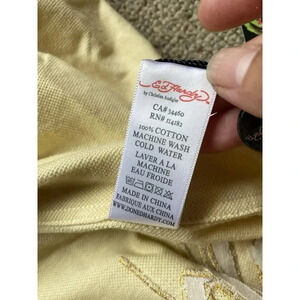 Ed Hardy
by Christian Audigier
CA# 34460
RN# 114182
100% COTTON
MACHINE WASH
COLD WATER
LAVER A LA
MACHINE
EAU FROIDE
MADE IN CHINA
FABRIQUE AUX CHINA
WWW.DONEDHARDY.COM